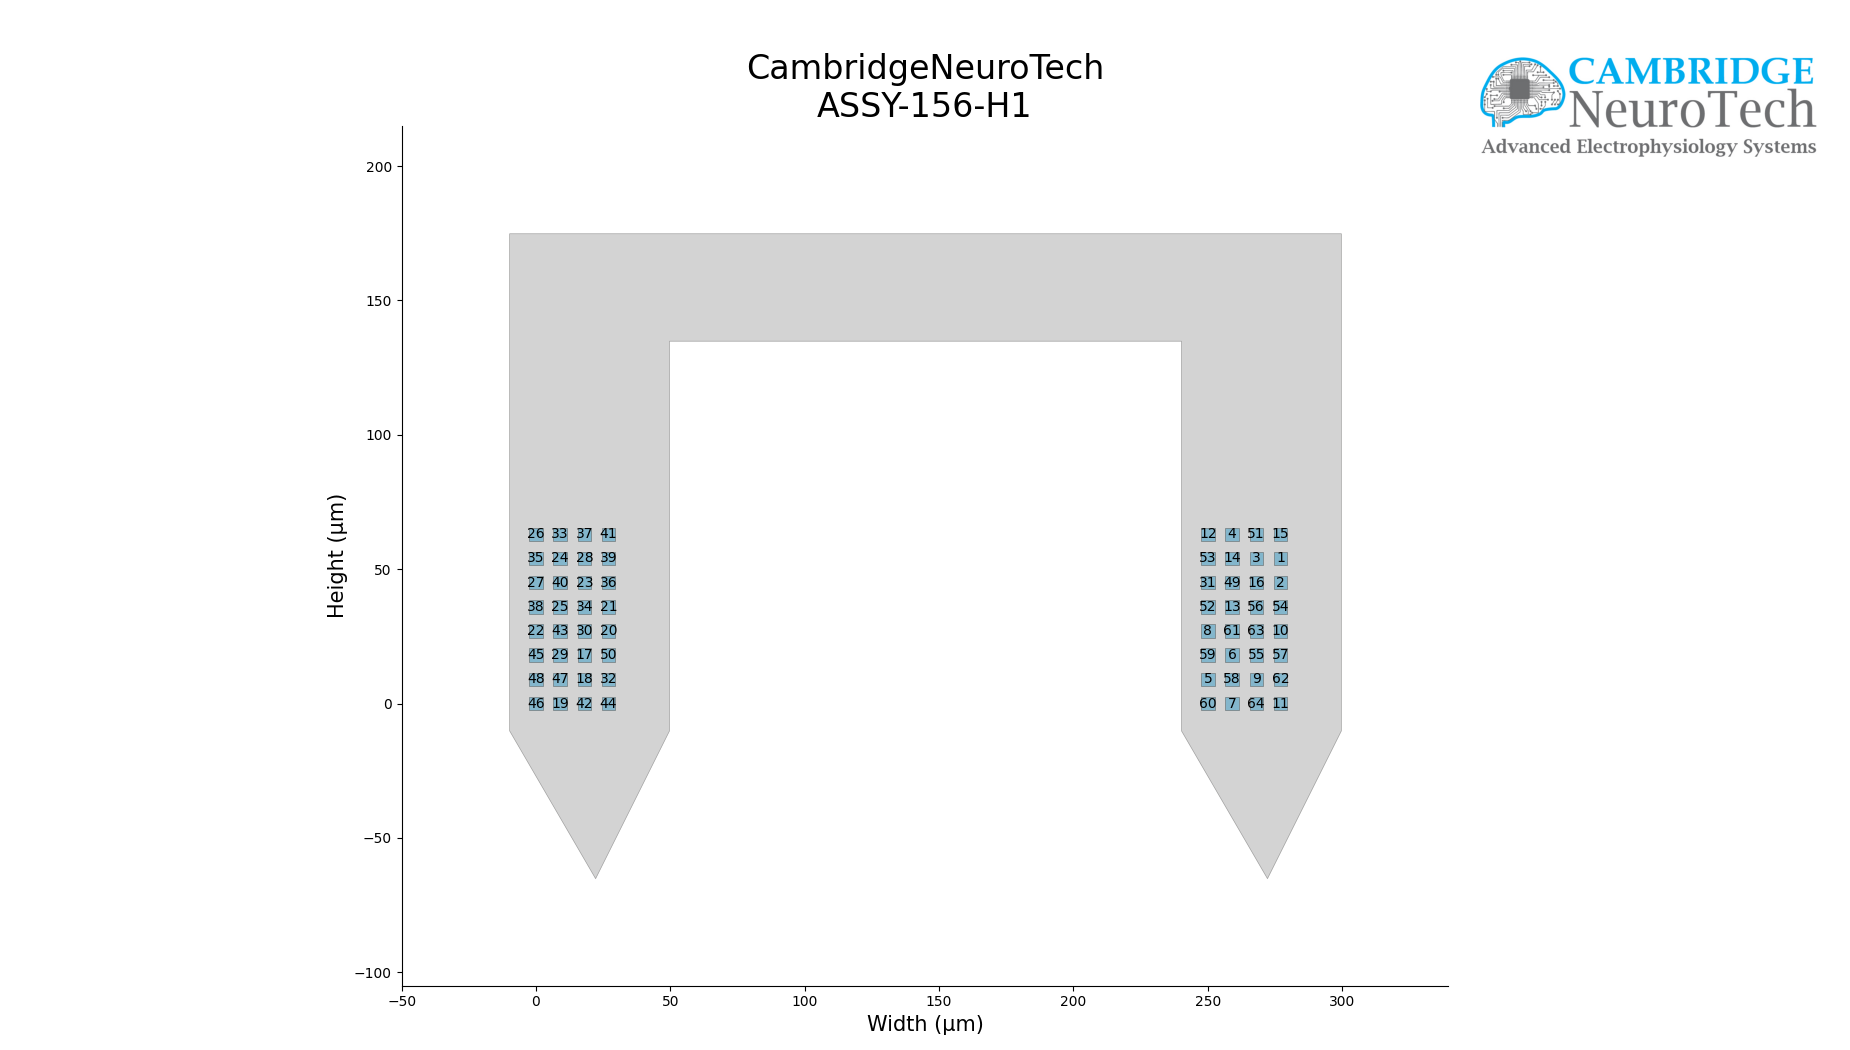 CambridgeNeuroTech
ASSY-156-H1
CAMBRIDGE
NeuroTech
Advanced Electrophysiology Systems
200
150
100
50
0
−50
−100
Height (μm)
26 33 37 41
35 24 28 39
27 40 23 36
38 25 34 21
22 43 30 20
45 29 17 50
48 47 18 32
46 19 42 44
12 4 51 15
53 14 3 1
31 49 16 2
52 13 56 54
8 61 63 10
59 6 55 57
5 58 9 62
60 7 64 11
−50 0 50 100 150 200 250 300
Width (μm)